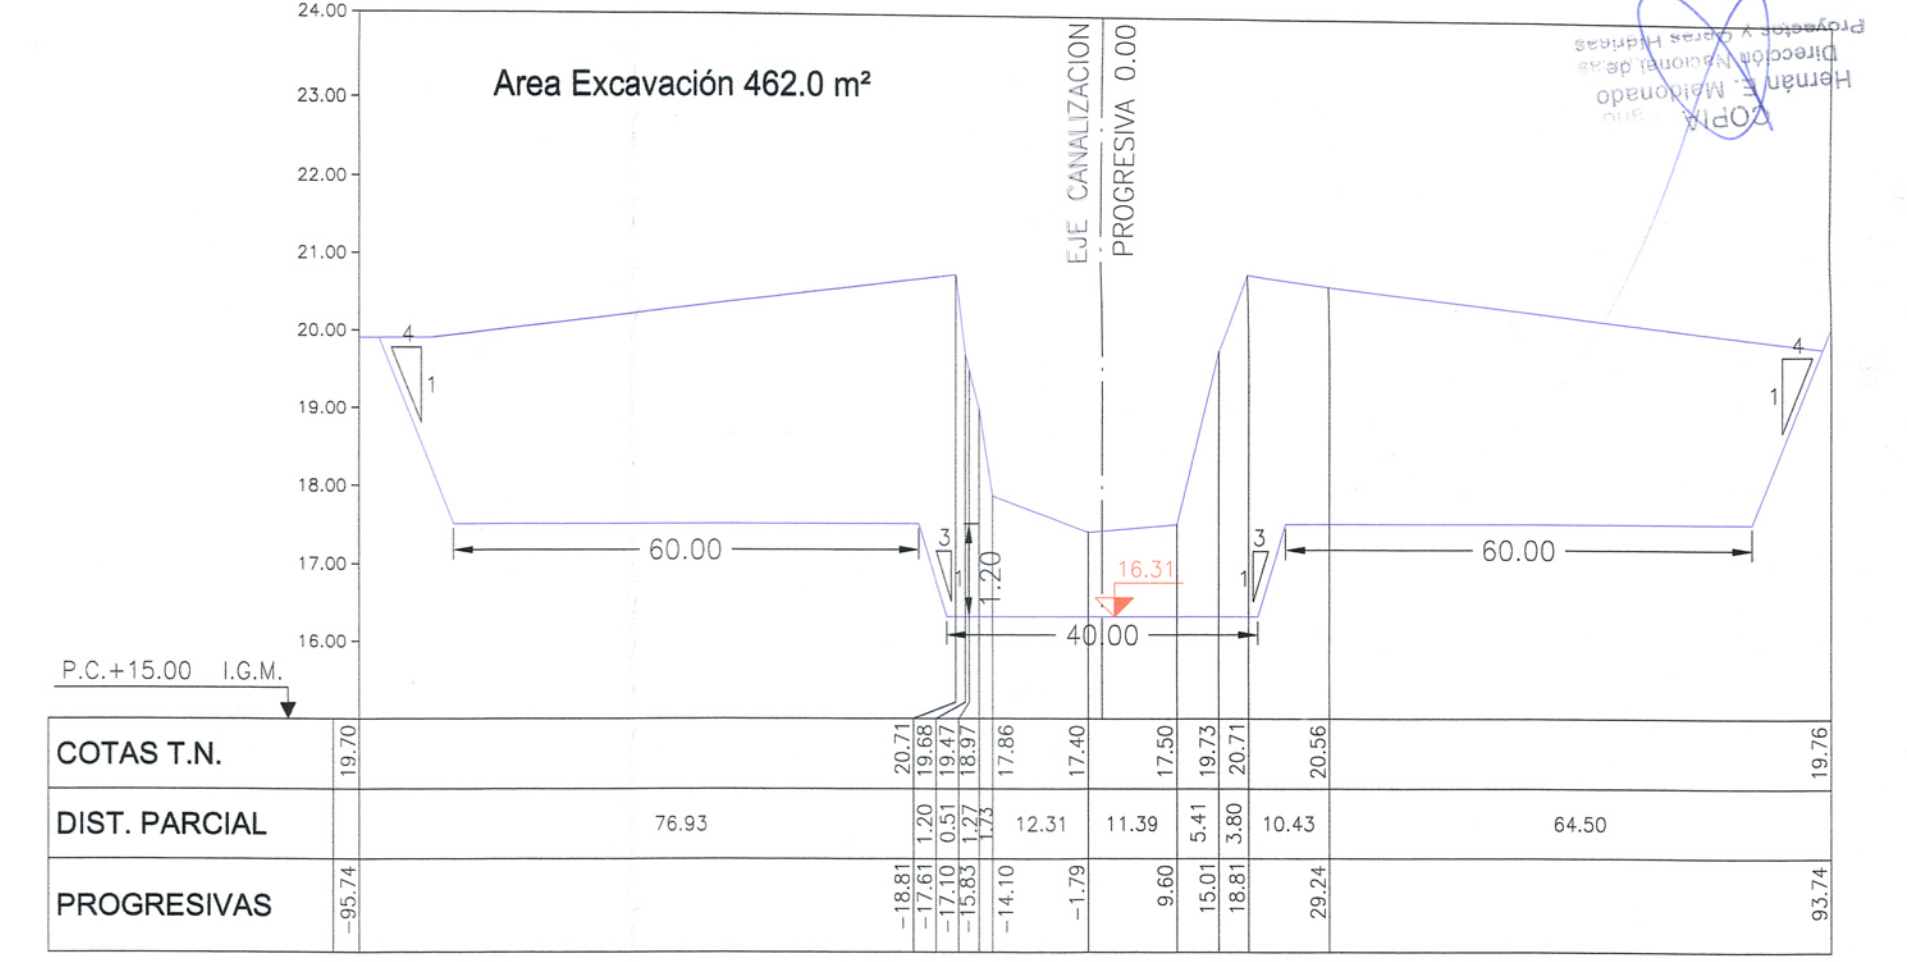 24.00
23.00
22.00
21.00
20.00
19.00
18.00
17.00
16.00
Area Excavación 462.0 m²
EJE CANALIZACION
PROGRESIVA 0.00
Proyectos y Obras Hídricas
Dirección Nacional de
Hernán E. Maldonado
COPIA
4
1
4
1
60.00
3
1
1.20
16.31
3
1
60.00
40.00
P.C.+15.00 I.G.M.
COTAS T.N. 19.70 20.71 19.68 19.47 18.97 17.86 17.40 17.50 19.73 20.71 20.56 19.76
DIST. PARCIAL 76.93 1.20 0.51 1.27 1.73 12.31 11.39 5.41 3.80 10.43 64.50
PROGRESIVAS -95.74 -18.81 -17.61 -17.10 -15.83 -14.10 -1.79 9.60 15.01 18.81 29.24 93.74